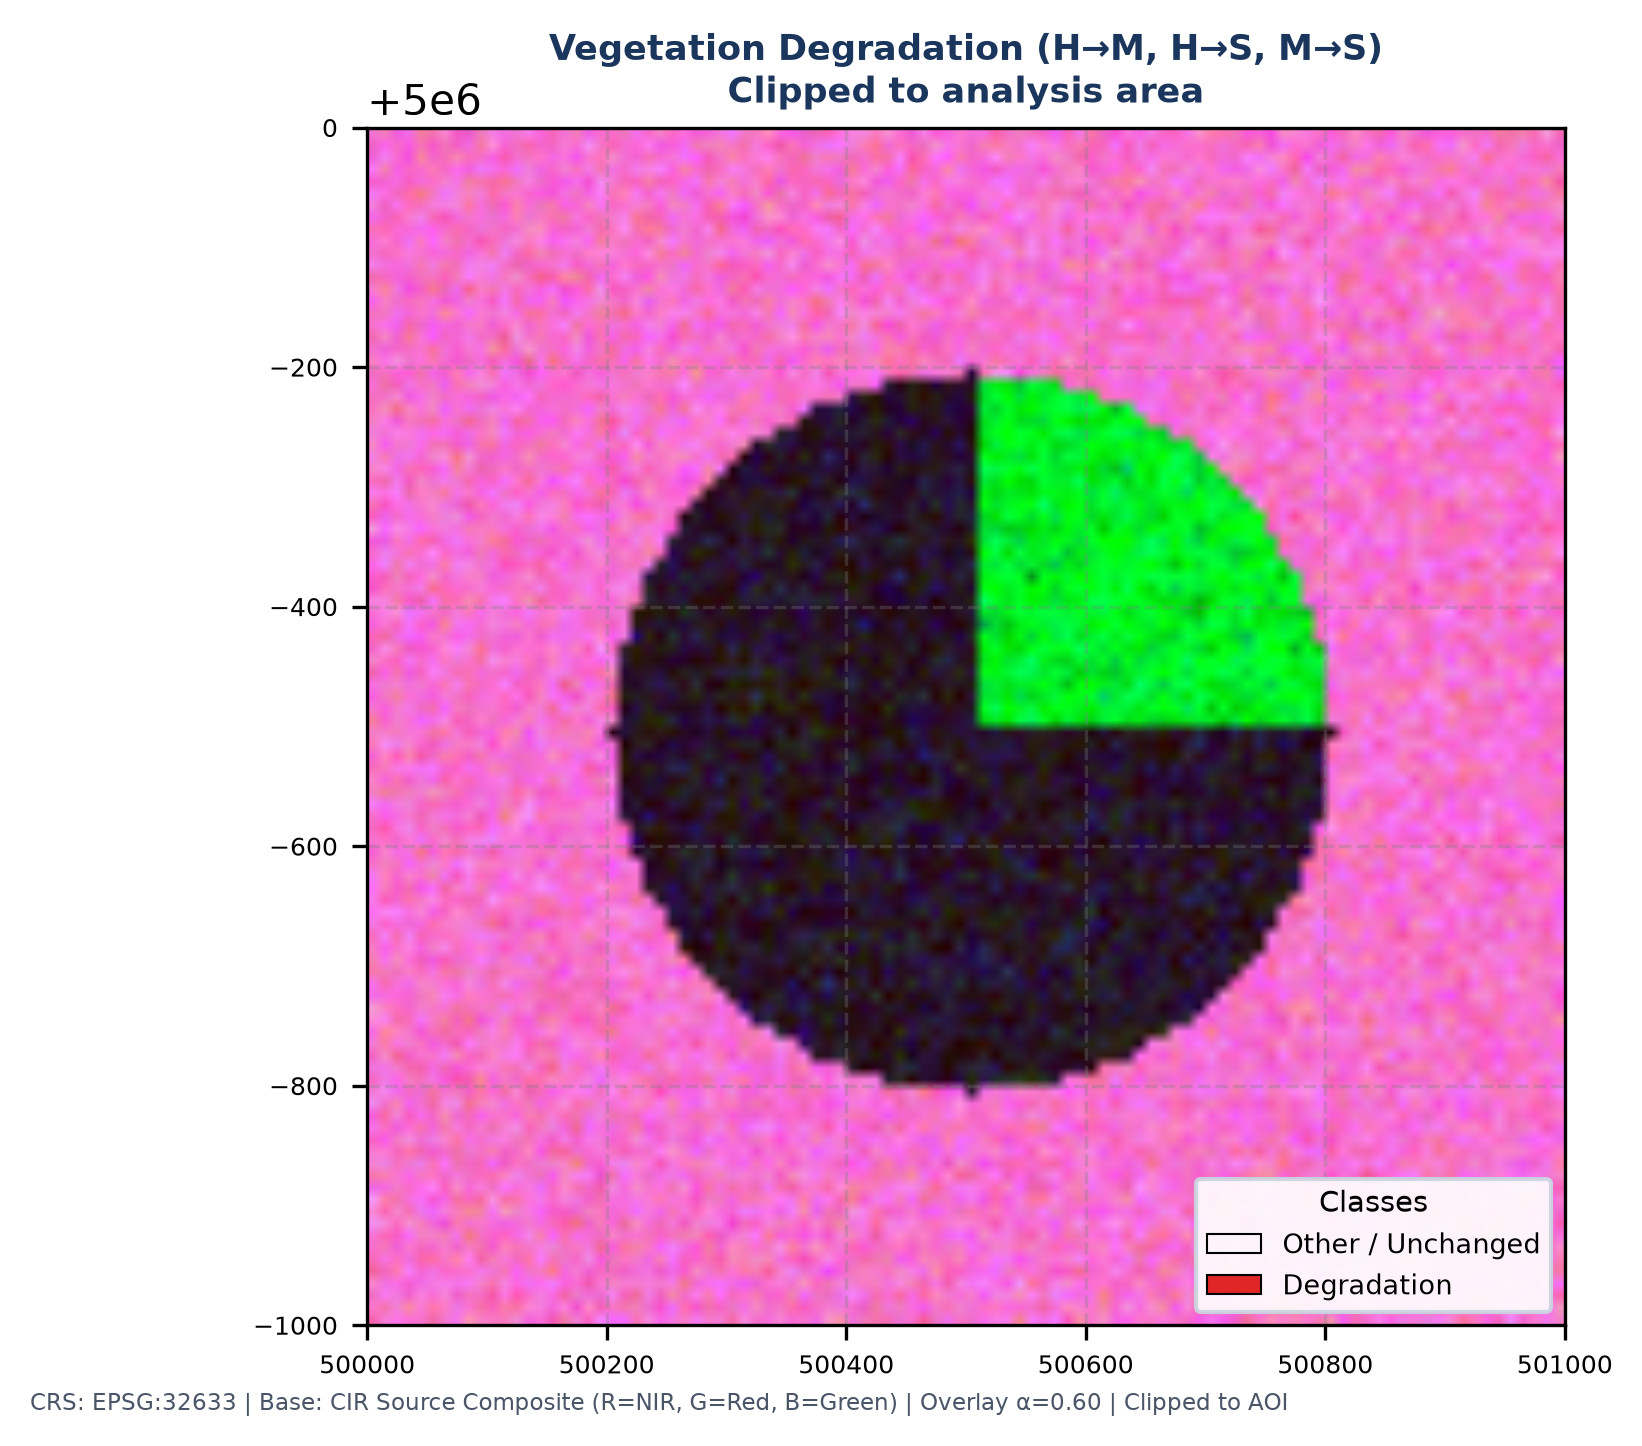 Vegetation Degradation (H→M, H→S, M→S)
Clipped to analysis area
+5e6
0
−200
−400
−600
−800
−1000
Classes
Other / Unchanged
Degradation
500000 500200 500400 500600 500800 501000
CRS: EPSG:32633 | Base: CIR Source Composite (R=NIR, G=Red, B=Green) | Overlay α=0.60 | Clipped to AOI